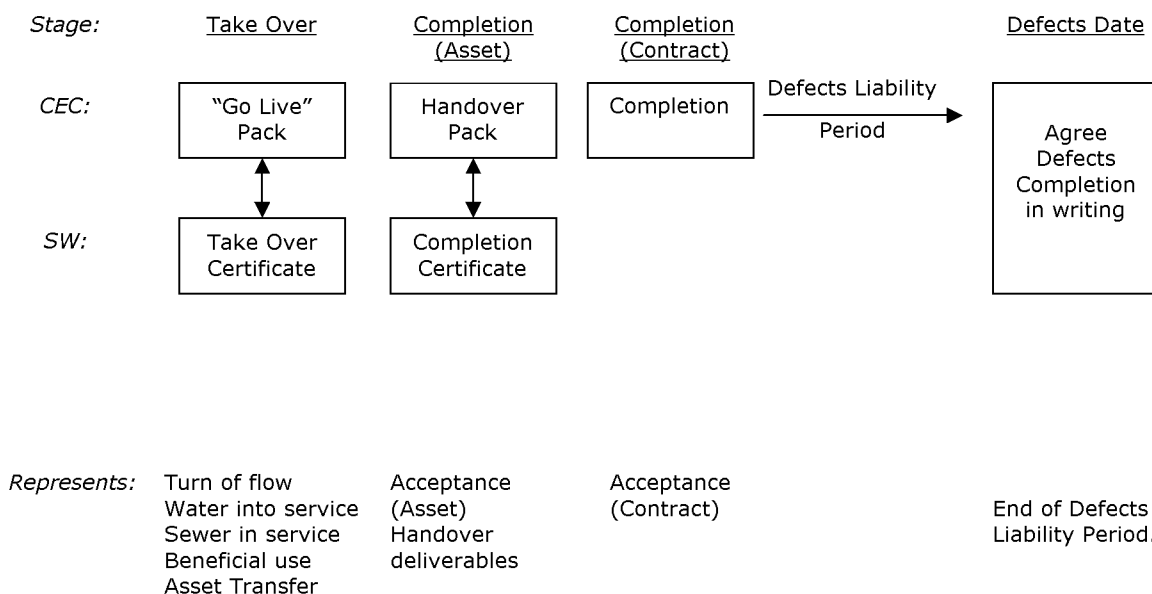 Stage: Take Over Completion (Asset) Completion (Contract) Defects Date
CEC:
“Go Live”
Pack
Handover
Pack
Completion
Defects Liability
Period
Agree
Defects
Completion
in writing
SW:
Take Over
Certificate
Completion
Certificate
Represents:
Turn of flow
Water into service
Sewer in service
Beneficial use
Asset Transfer
Acceptance
(Asset)
Handover
deliverables
Acceptance
(Contract)
End of Defects
Liability Period.